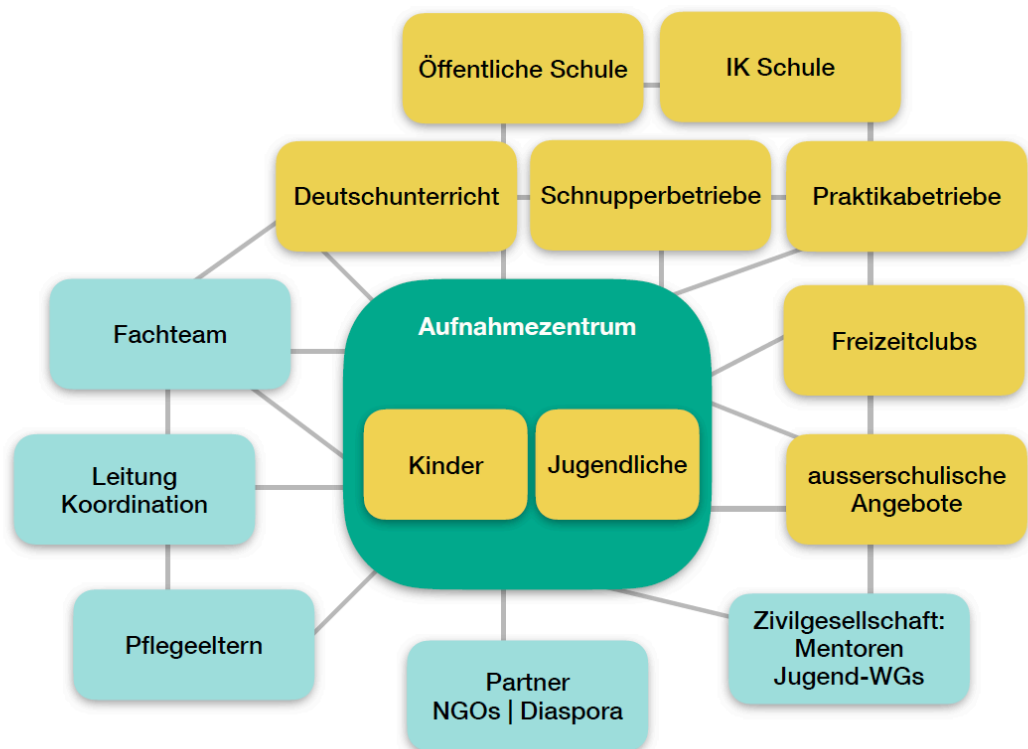 Öffentliche Schule
IK Schule
Deutschunterricht
Schnupperbetriebe
Praktikabetriebe
Fachteam
Aufnahmezentrum
Freizeitclubs
Kinder
Jugendliche
Leitung
Koordination
ausserschulische
Angebote
Pflegeeltern
Partner
NGOs | Diaspora
Zivilgesellschaft:
Mentoren
Jugend-WGs